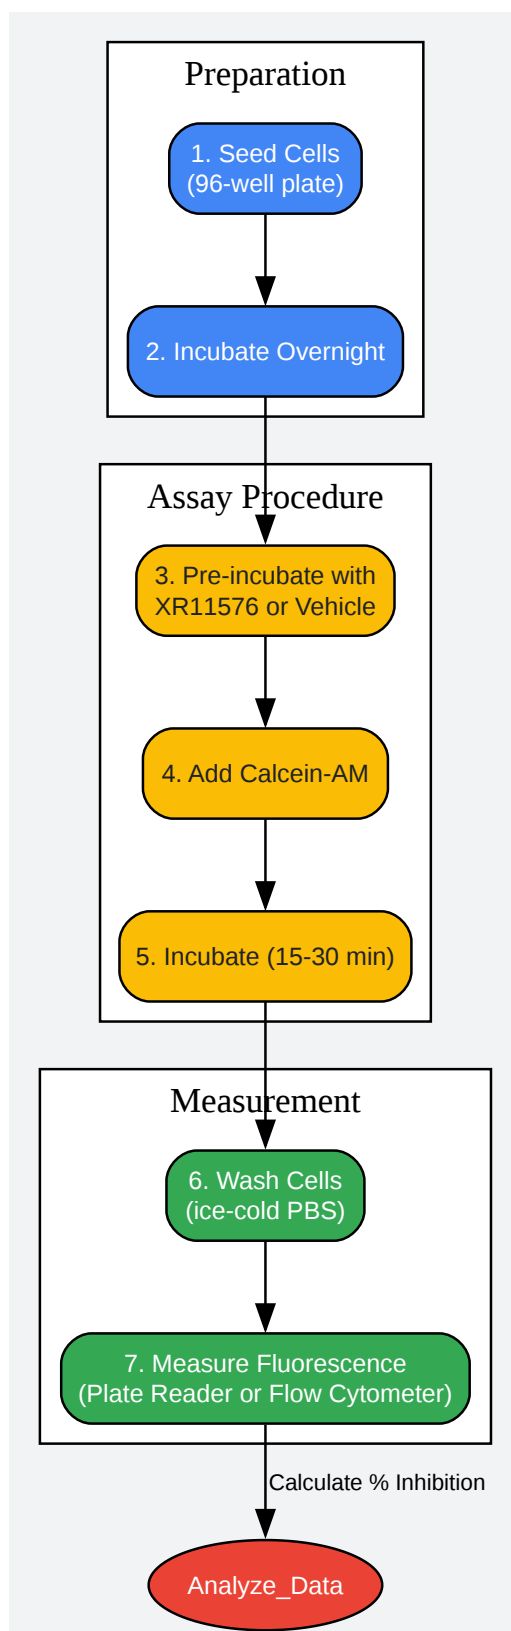 Preparation
1. Seed Cells
(96-well plate)
2. Incubate Overnight
Assay Procedure
3. Pre-incubate with
XR11576 or Vehicle
4. Add Calcein-AM
5. Incubate (15-30 min)
Measurement
6. Wash Cells
(ice-cold PBS)
7. Measure Fluorescence
(Plate Reader or Flow Cytometer)
Calculate % Inhibition
Analyze_Data